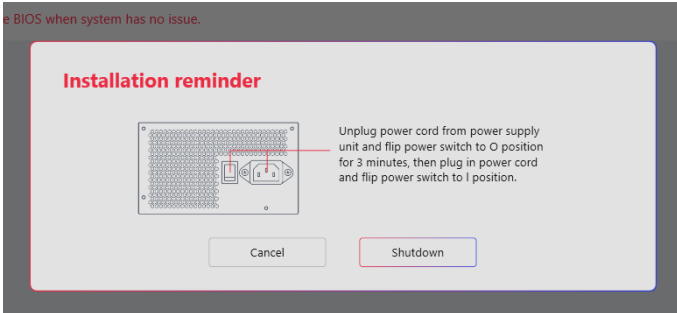 e BIOS when system has no issue.
Installation reminder
Unplug power cord from power supply
unit and flip power switch to O position
for 3 minutes, then plug in power cord
and flip power switch to l position.
Cancel
Shutdown